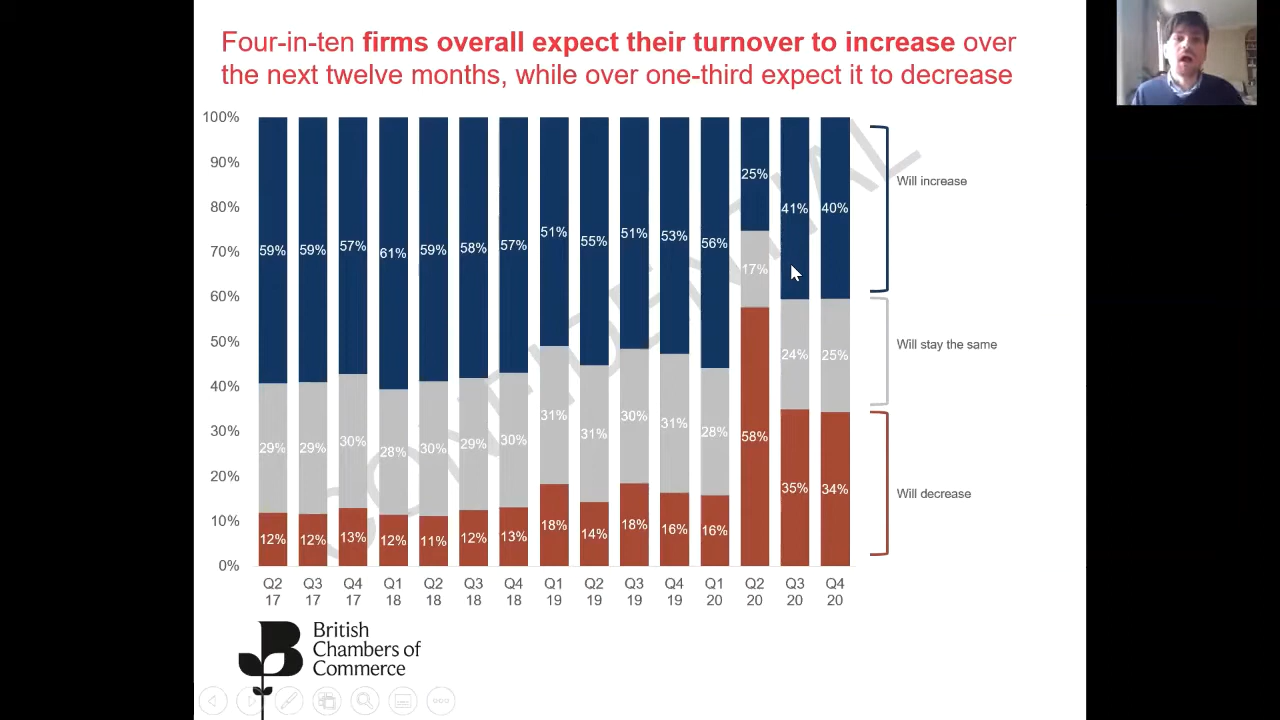 Four-in-ten firms overall expect their turnover to increase over
the next twelve months, while over one-third expect it to decrease
100%
90%
80%
70%
60%
50%
40%
30%
20%
10%
0%
59% 59% 57% 61% 59% 58% 57% 51% 55% 51% 53% 56% 25% 41% 40%
29% 29% 30% 28% 30% 29% 30% 31% 31% 30% 31% 28% 17% 24% 25%
12% 12% 13% 12% 11% 12% 13% 18% 14% 18% 16% 16% 58% 35% 34%
Q2 Q3 Q4 Q1 Q2 Q3 Q4 Q1 Q2 Q3 Q4 Q1 Q2 Q3 Q4
17 17 17 18 18 18 18 19 19 19 19 20 20 20 20
Will increase
Will stay the same
Will decrease
CONFIDENTIAL
British
Chambers of
Commerce